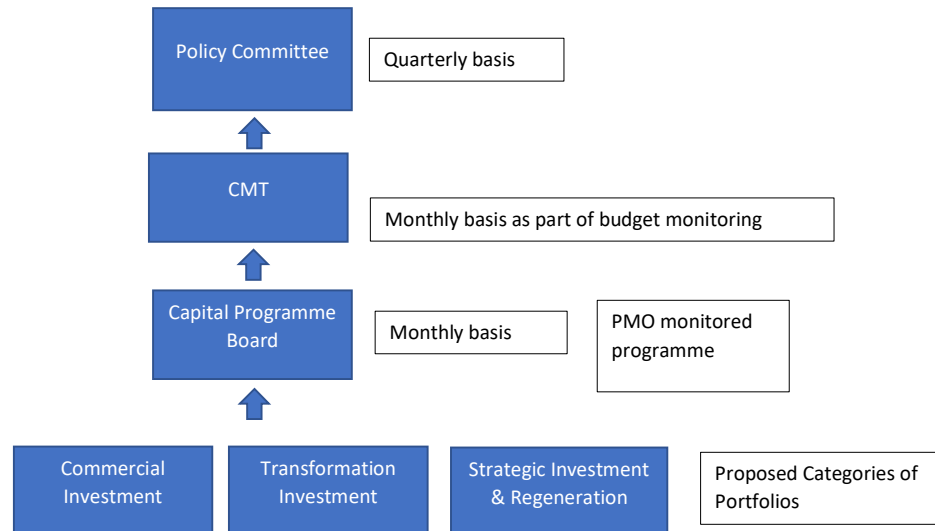 Policy Committee
Quarterly basis
CMT
Monthly basis as part of budget monitoring
Capital Programme
Board
Monthly basis
PMO monitored
programme
Commercial
Investment
Transformation
Investment
Strategic Investment
& Regeneration
Proposed Categories of
Portfolios